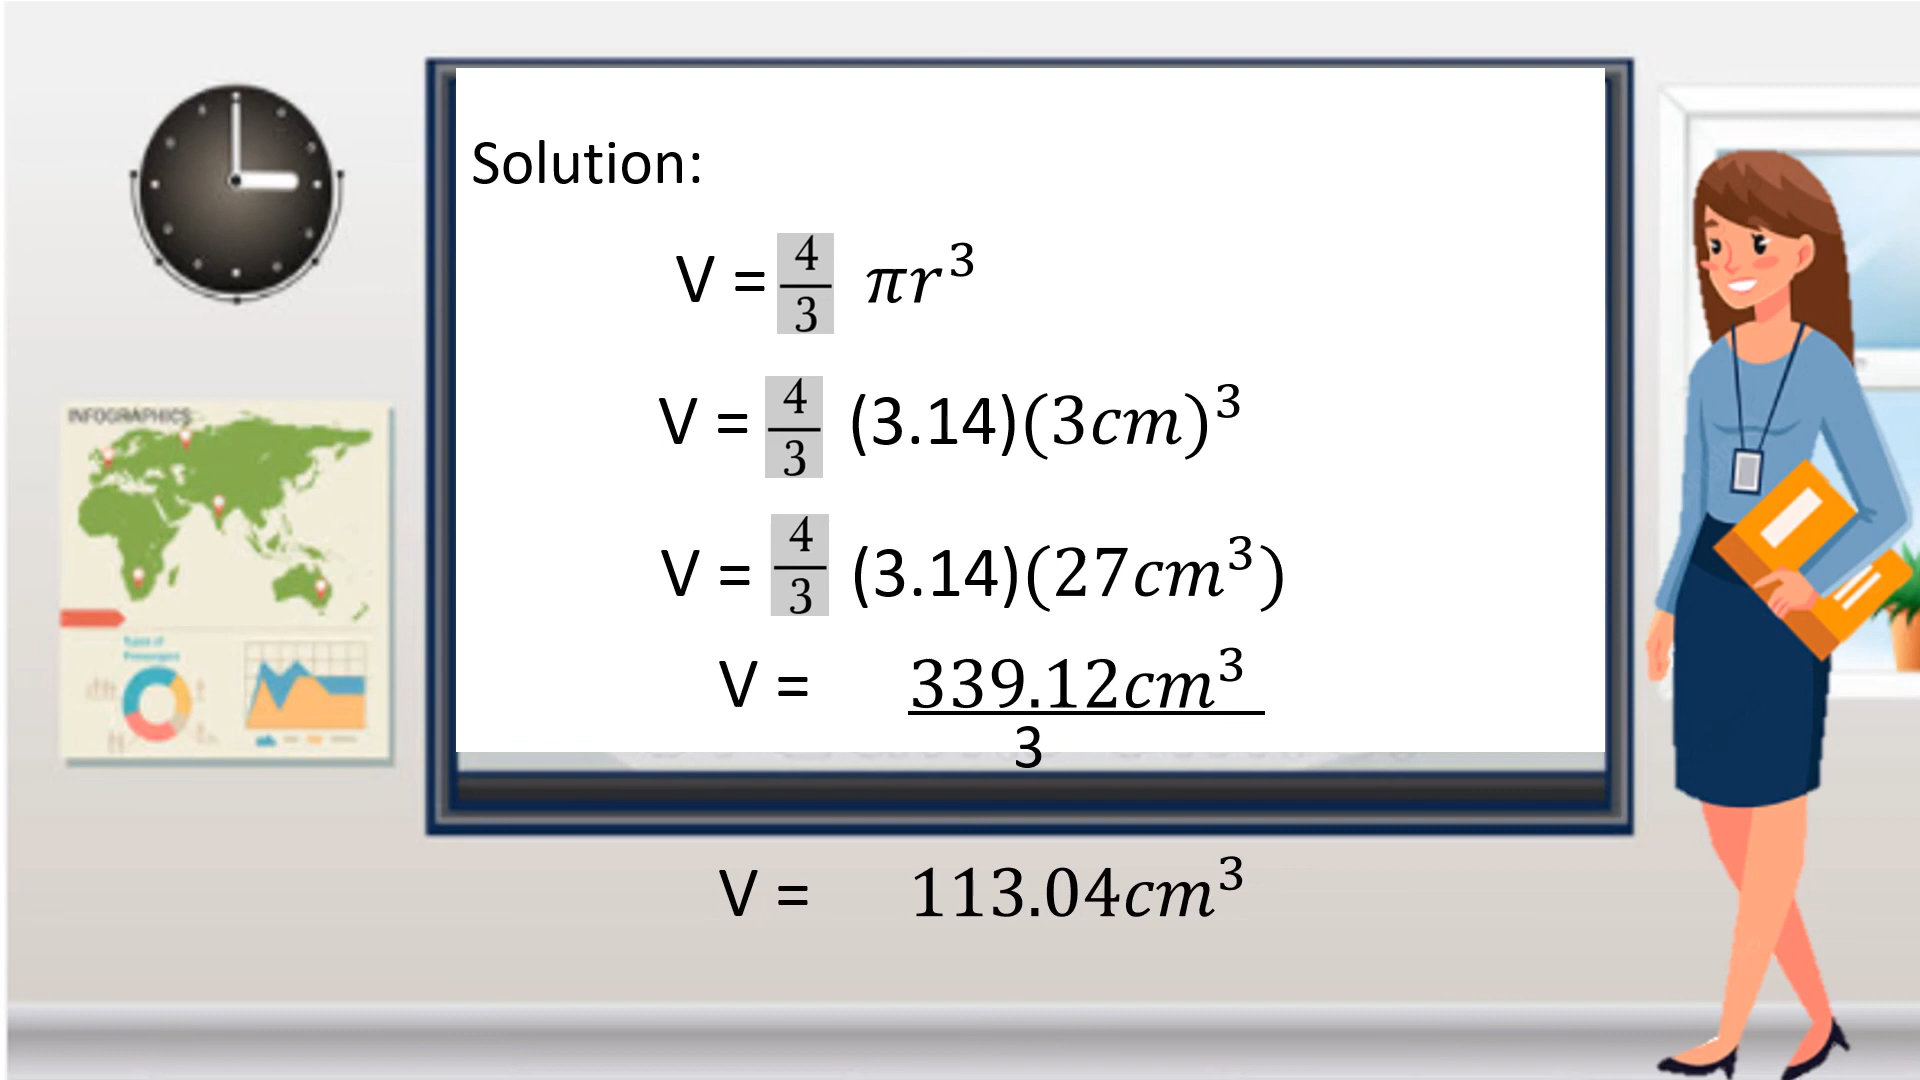 Solution:
V = 4/3 πr³
V = 4/3 (3.14)(3cm)³
V = 4/3 (3.14)(27cm³)
V = 339.12cm³
3
V = 113.04cm³
INFOGRAPHICS